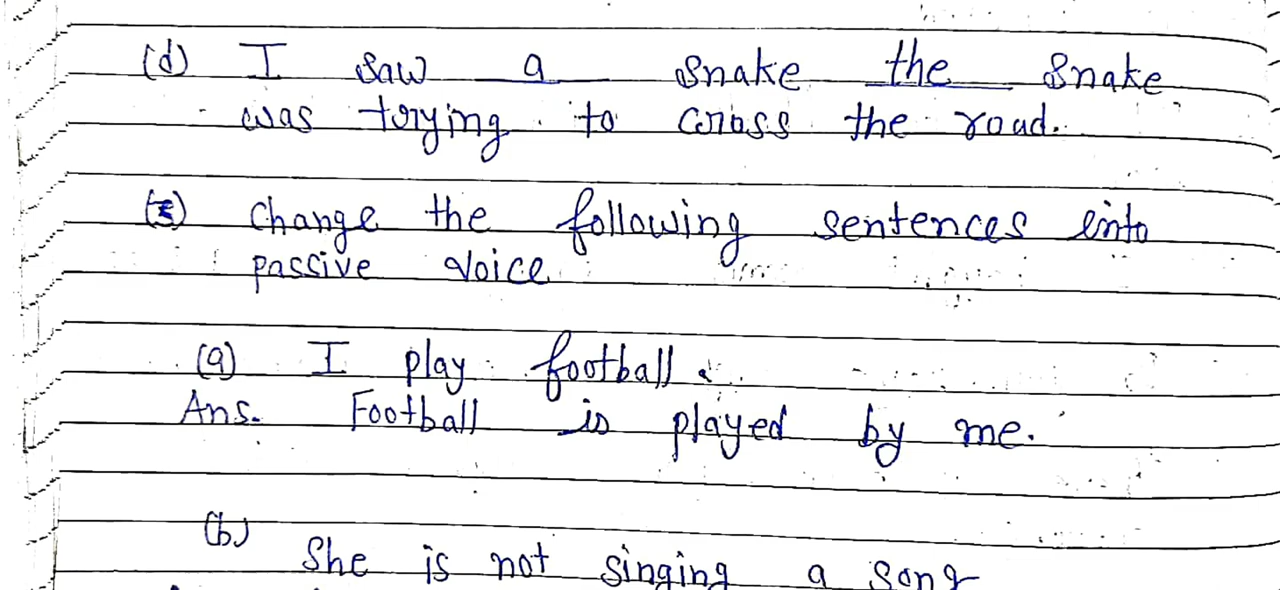 (d) I saw a snake the snake
was trying to cross the road.
change the following sentences into
passive voice
(a) I play football.
Ans. Football is played by me.
(b) She is not singing a song